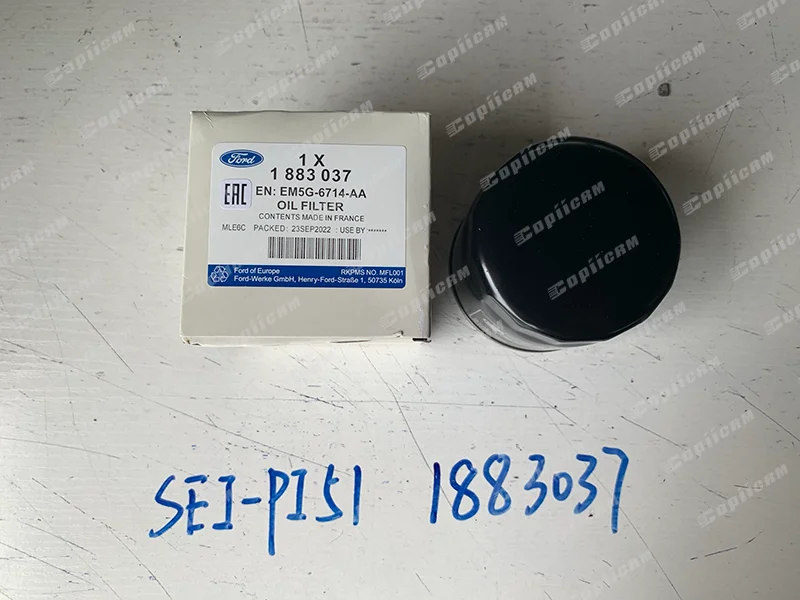 Ford
1 X
1 883 037
EAC
EN: EM5G-6714-AA
OIL FILTER
CONTENTS MADE IN FRANCE
MLE6C PACKED: 23SEP2022 : USE BY *******
Ford of Europe RKPMS NO. MFL001
Ford-Werke GmbH, Henry-Ford-Straße 1, 50735 Köln
SEI-PI51 1883037
CopiiCAM